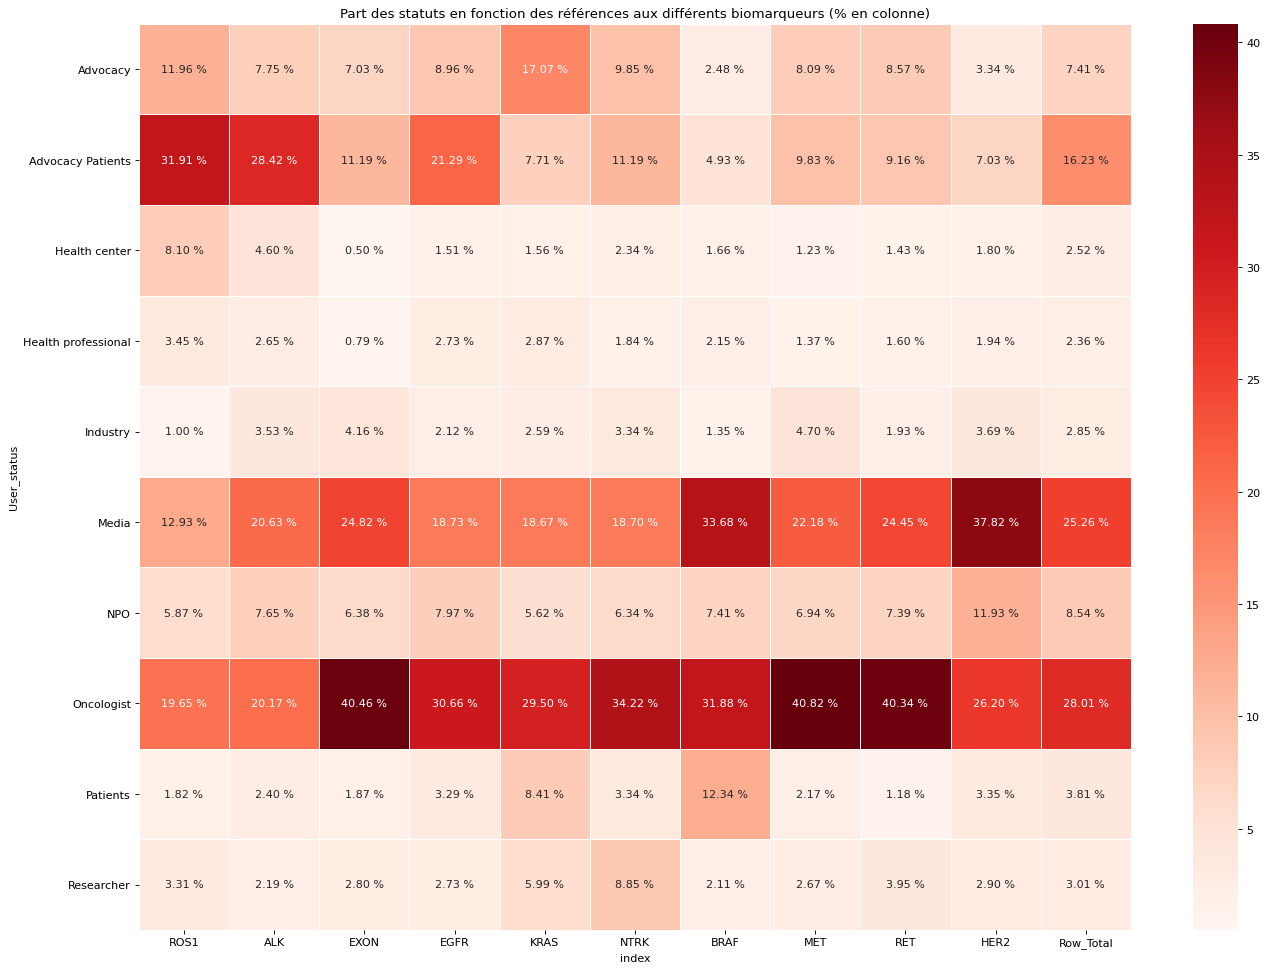 Part des statuts en fonction des références aux différents biomarqueurs (% en colonne)
Advocacy 11.96 % 7.75 % 7.03 % 8.96 % 17.07 % 9.85 % 2.48 % 8.09 % 8.57 % 3.34 % 7.41 %
Advocacy Patients 31.91 % 28.42 % 11.19 % 21.29 % 7.71 % 11.19 % 4.93 % 9.83 % 9.16 % 7.03 % 16.23 %
Health center 8.10 % 4.60 % 0.50 % 1.51 % 1.56 % 2.34 % 1.66 % 1.23 % 1.43 % 1.80 % 2.52 %
Health professional 3.45 % 2.65 % 0.79 % 2.73 % 2.87 % 1.84 % 2.15 % 1.37 % 1.60 % 1.94 % 2.36 %
Industry 1.00 % 3.53 % 4.16 % 2.12 % 2.59 % 3.34 % 1.35 % 4.70 % 1.93 % 3.69 % 2.85 %
Media 12.93 % 20.63 % 24.82 % 18.73 % 18.67 % 18.70 % 33.68 % 22.18 % 24.45 % 37.82 % 25.26 %
NPO 5.87 % 7.65 % 6.38 % 7.97 % 5.62 % 6.34 % 7.41 % 6.94 % 7.39 % 11.93 % 8.54 %
Oncologist 19.65 % 20.17 % 40.46 % 30.66 % 29.50 % 34.22 % 31.88 % 40.82 % 40.34 % 26.20 % 28.01 %
Patients 1.82 % 2.40 % 1.87 % 3.29 % 8.41 % 3.34 % 12.34 % 2.17 % 1.18 % 3.35 % 3.81 %
Researcher 3.31 % 2.19 % 2.80 % 2.73 % 5.99 % 8.85 % 2.11 % 2.67 % 3.95 % 2.90 % 3.01 %
ROS1 ALK EXON EGFR KRAS NTRK BRAF MET RET HER2 Row_Total
index
User_status
40
35
30
25
20
15
10
5